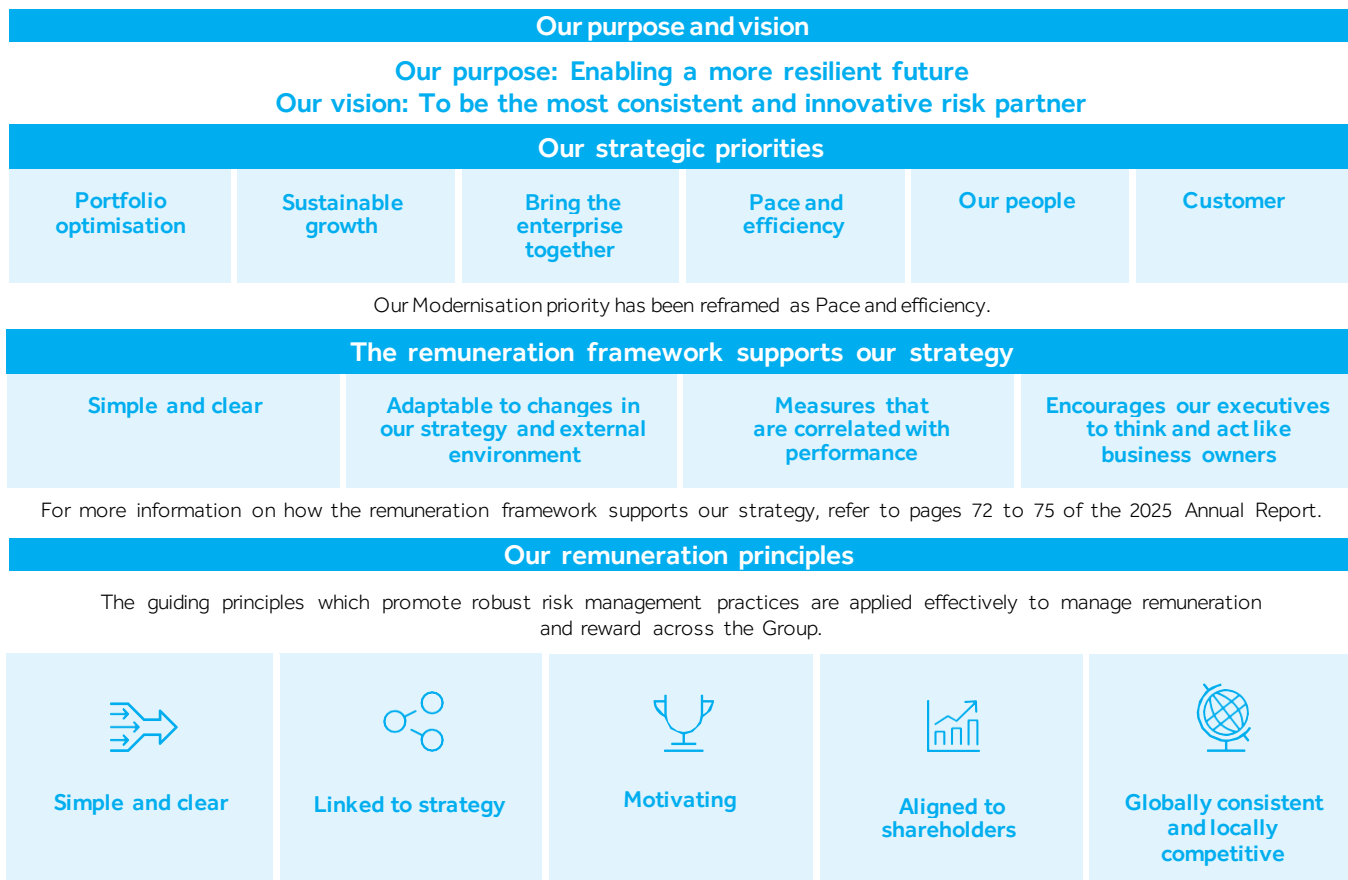 Our purpose and vision
Our purpose: Enabling a more resilient future
Our vision: To be the most consistent and innovative risk partner
Our strategic priorities
Portfolio
optimisation
Sustainable
growth
Bring the
enterprise
together
Pace and
efficiency
Our people
Customer
Our Modernisation priority has been reframed as Pace and efficiency.
The remuneration framework supports our strategy
Simple and clear
Adaptable to changes in
our strategy and external
environment
Measures that
are correlated with
performance
Encourages our executives
to think and act like
business owners
For more information on how the remuneration framework supports our strategy, refer to pages 72 to 75 of the 2025 Annual Report.
Our remuneration principles
The guiding principles which promote robust risk management practices are applied effectively to manage remuneration
and reward across the Group.
Simple and clear
Linked to strategy
Motivating
Aligned to
shareholders
Globally consistent
and locally
competitive